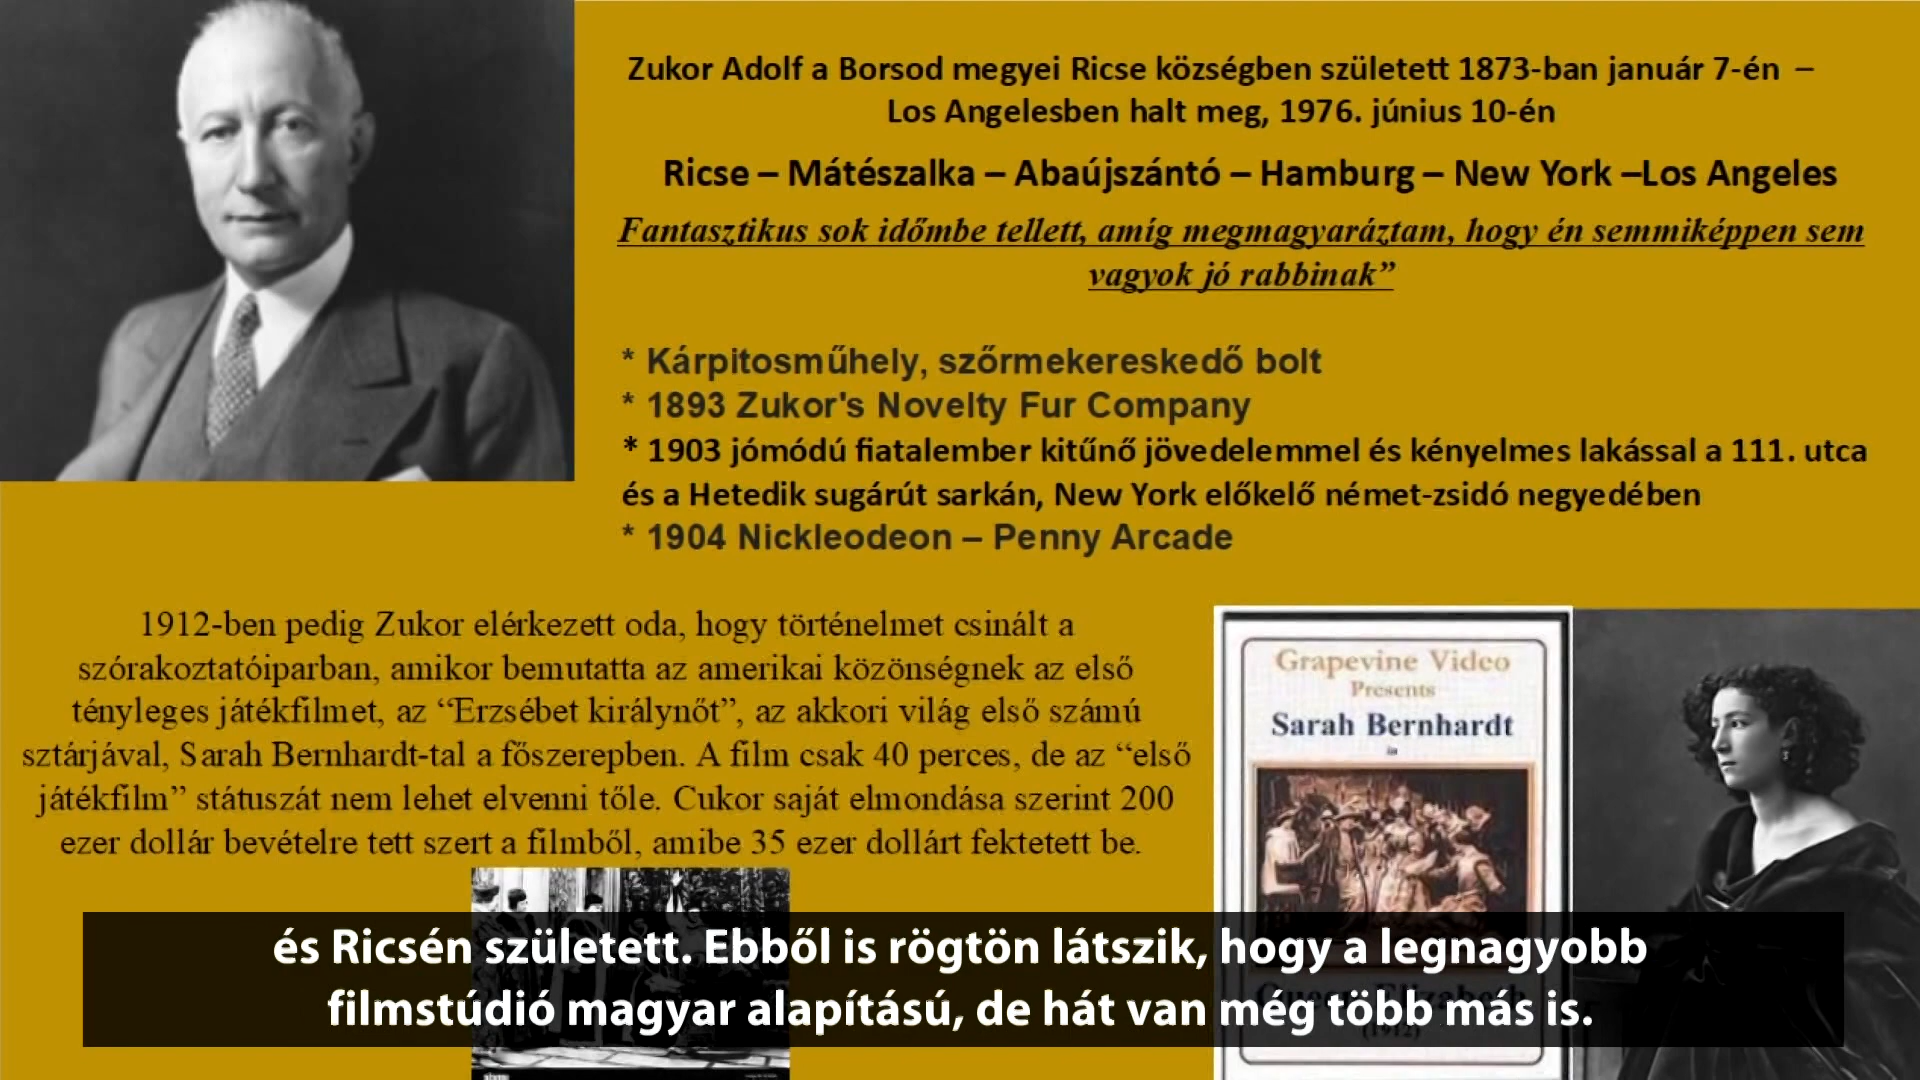 Zukor Adolf a Borsod megyei Ricse községben született 1873-ban január 7-én –
Los Angelesben halt meg, 1976. június 10-én
Ricse – Mátészalka – Abaújszántó – Hamburg – New York –Los Angeles
Fantasztikus sok időmbe tellett, amíg megmagyaráztam, hogy én semmiképpen sem
vagyok jó rabbinak”
* Kárpitosműhely, szőrmekereskedő bolt
* 1893 Zukor's Novelty Fur Company
* 1903 jómódú fiatalember kitűnő jövedelemmel és kényelmes lakással a 111. utca
és a Hetedik sugárút sarkán, New York előkelő német-zsidó negyedében
* 1904 Nickleodeon – Penny Arcade
1912-ben pedig Zukor elérkezett oda, hogy történelmet csinált a
szórakoztatóiparban, amikor bemutatta az amerikai közönségnek az első
tényleges játékfilmet, az “Erzsébet királynőt”, az akkori világ első számú
sztárjával, Sarah Bernhardt-tal a főszerepben. A film csak 40 perces, de az “első
játékfilm” státuszát nem lehet elvenni tőle. Cukor saját elmondása szerint 200
ezer dollár bevételre tett szert a filmből, amibe 35 ezer dollárt fektetett be.
Grapevine Video
Presents
Sarah Bernhardt
in
Queen Elizabeth
(1912)
és Ricsén született. Ebből is rögtön látszik, hogy a legnagyobb
filmstúdió magyar alapítású, de hát van még több más is.